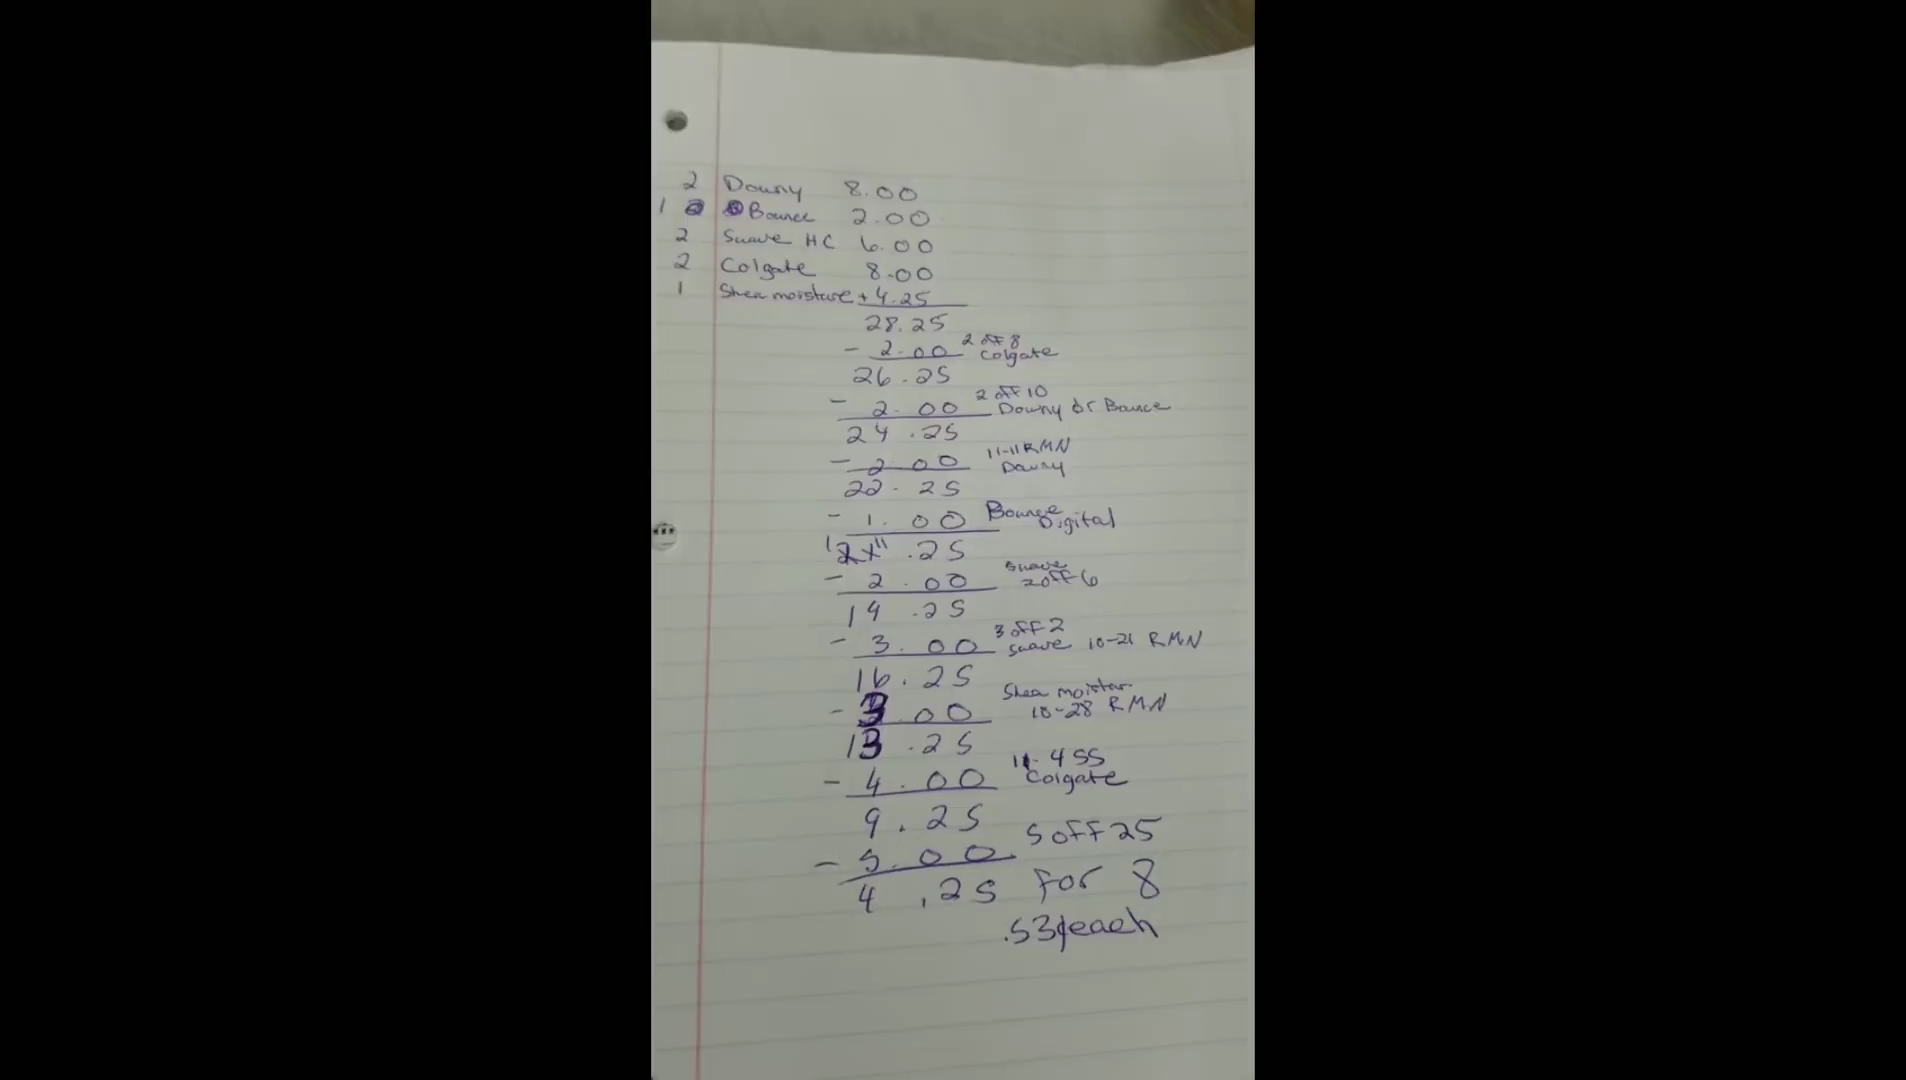 2 Downy 8.00
1 Bounce 2.00
2 Suave HC 6.00
2 Colgate 8.00
1 Shea moisture + 4.25
28.25
- 2.00 2 off 8 Colgate
26.25
- 2.00 2 off 10 Downy or Bounce
24.25
- 2.00 11-11 RMN Downy
22.25
- 1.00 Bounce Digital
21.25
- 2.00 Suave 2 off 6
19.25
- 3.00 3 off 2 Suave 10-21 RMN
16.25
- 3.00 Shea moistur 10-28 RMN
13.25
- 4.00 11-4 SS Colgate
9.25
- 5.00 5 off 25
4.25 For 8
.53¢ each